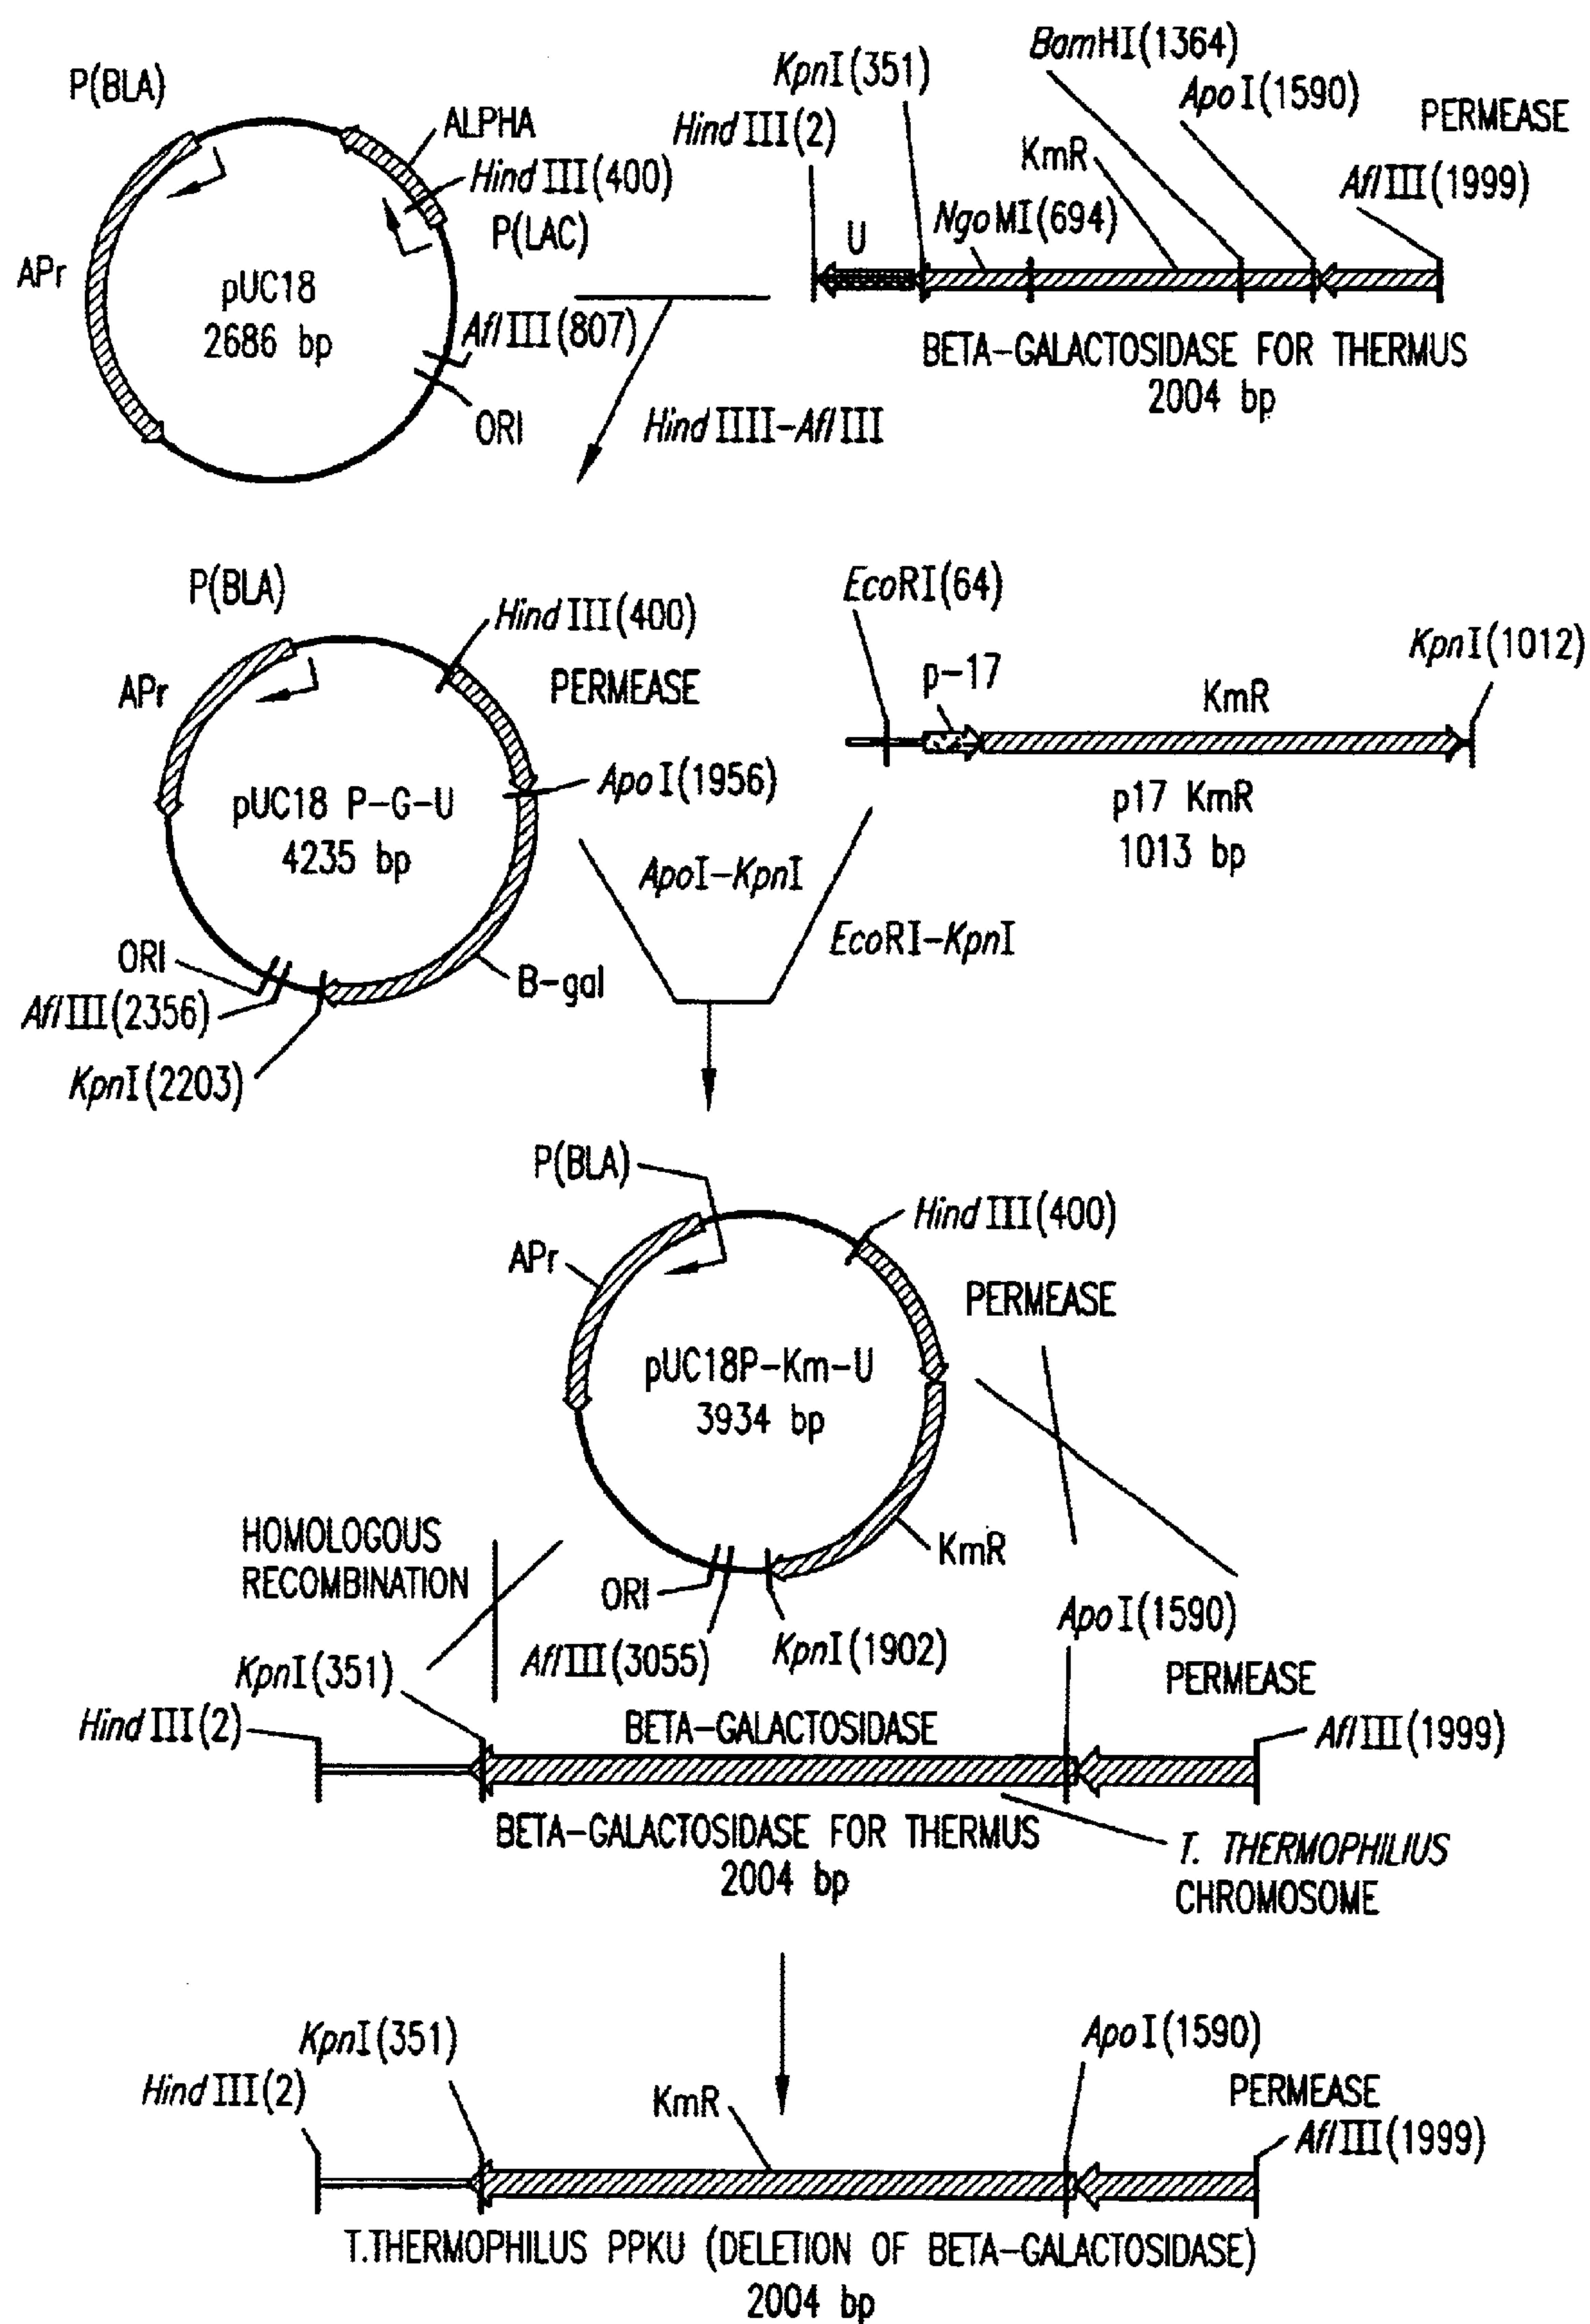 P(BLA)
ALPHA
HindIII(400)
P(LAC)
APr
pUC18
2686 bp
AflIII(807)
ORI
HindIIII-AflIII
KpnI(351)
BamHI(1364)
ApoI(1590)
PERMEASE
HindIII(2)
KmR
AflIII(1999)
U
NgoMI(694)
BETA-GALACTOSIDASE FOR THERMUS
2004 bp
P(BLA)
HindIII(400)
PERMEASE
APr
ApoI(1956)
pUC18 P-G-U
4235 bp
ORI
AflIII(2356)
KpnI(2203)
B-gal
EcoRI(64)
p-17
KmR
KpnI(1012)
p17 KmR
1013 bp
ApoI-KpnI
EcoRI-KpnI
P(BLA)
HindIII(400)
APr
PERMEASE
pUC18P-Km-U
3934 bp
HOMOLOGOUS
RECOMBINATION
KmR
ORI
AflIII(3055)
KpnI(1902)
ApoI(1590)
KpnI(351)
PERMEASE
HindIII(2)
BETA-GALACTOSIDASE
AflIII(1999)
BETA-GALACTOSIDASE FOR THERMUS
2004 bp
T. THERMOPHILIUS
CHROMOSOME
KpnI(351)
ApoI(1590)
HindIII(2)
KmR
PERMEASE
AflIII(1999)
T.THERMOPHILUS PPKU (DELETION OF BETA-GALACTOSIDASE)
2004 bp